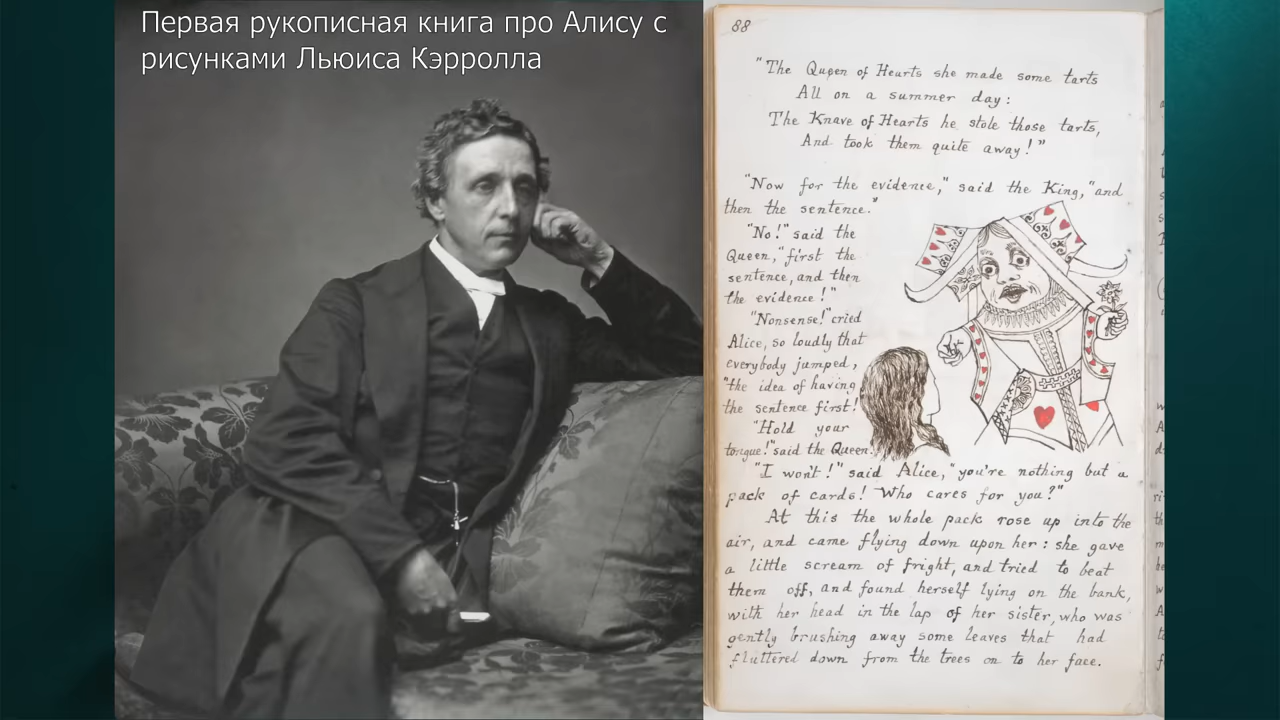 Первая рукописная книга про Алису с
рисунками Льюиса Кэрролла
88
"The Queen of Hearts she made some tarts
All on a summer day:
The Knave of Hearts he stole those tarts,
And took them quite away!"
"Now for the evidence," said the King, "and
then the sentence."
"No!" said the
Queen, "first the
sentence, and then
the evidence!"
"Nonsense!" cried
Alice, so loudly that
everybody jumped,
"the idea of having
the sentence first!
"Hold your
tongue!" said the Queen.
"I won't!" said Alice, "you're nothing but a
pack of cards! Who cares for you?"
At this the whole pack rose up into the
air, and came flying down upon her: she gave
a little scream of fright, and tried to beat
them off, and found herself lying on the bank,
with her head in the lap of her sister, who was
gently brushing away some leaves that had
fluttered down from the trees on to her face.